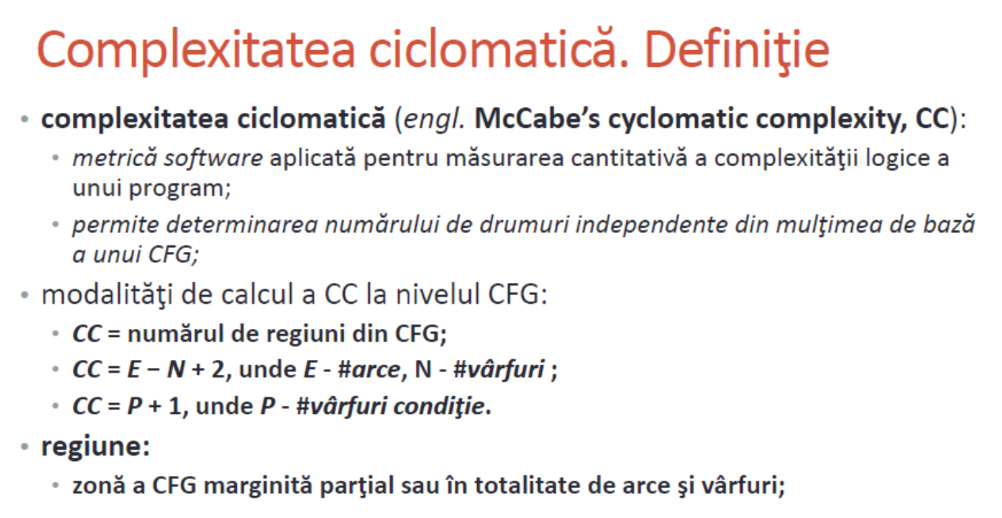 Complexitatea ciclomatică. Definiţie
• complexitatea ciclomatică (engl. McCabe's cyclomatic complexity, CC):
• metrică software aplicată pentru măsurarea cantitativă a complexităţii logice a
unui program;
• permite determinarea numărului de drumuri independente din mulţimea de bază
a unui CFG;
• modalităţi de calcul a CC la nivelul CFG:
• CC = numărul de regiuni din CFG;
• CC = E – N + 2, unde E - #arce, N - #vârfuri ;
• CC = P + 1, unde P - #vârfuri condiţie.
• regiune:
• zonă a CFG marginită parţial sau în totalitate de arce şi vârfuri;